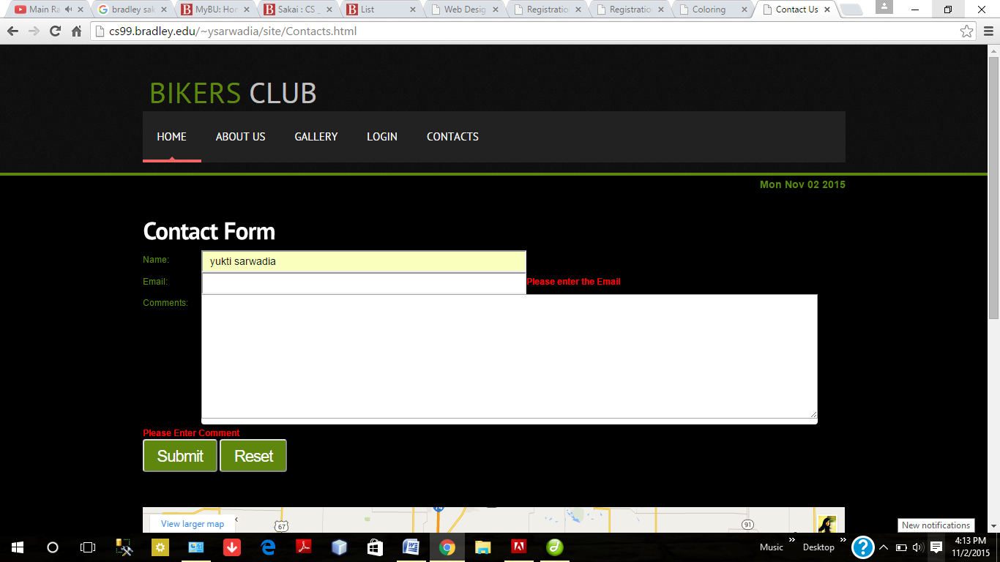 Main Ra
bradley sak
MyBU: Hom
Sakai : CS
List
Web Desig
Registratio
Registratio
Coloring
Contact Us
cs99.bradley.edu/~ysarwadia/site/Contacts.html
BIKERS CLUB
HOME ABOUT US GALLERY LOGIN CONTACTS
Mon Nov 02 2015
Contact Form
Name: yukti sarwadia
Email: Please enter the Email
Comments:
Please Enter Comment
Submit Reset
View larger map
67
91
New notifications
Music
Desktop
4:13 PM
11/2/2015